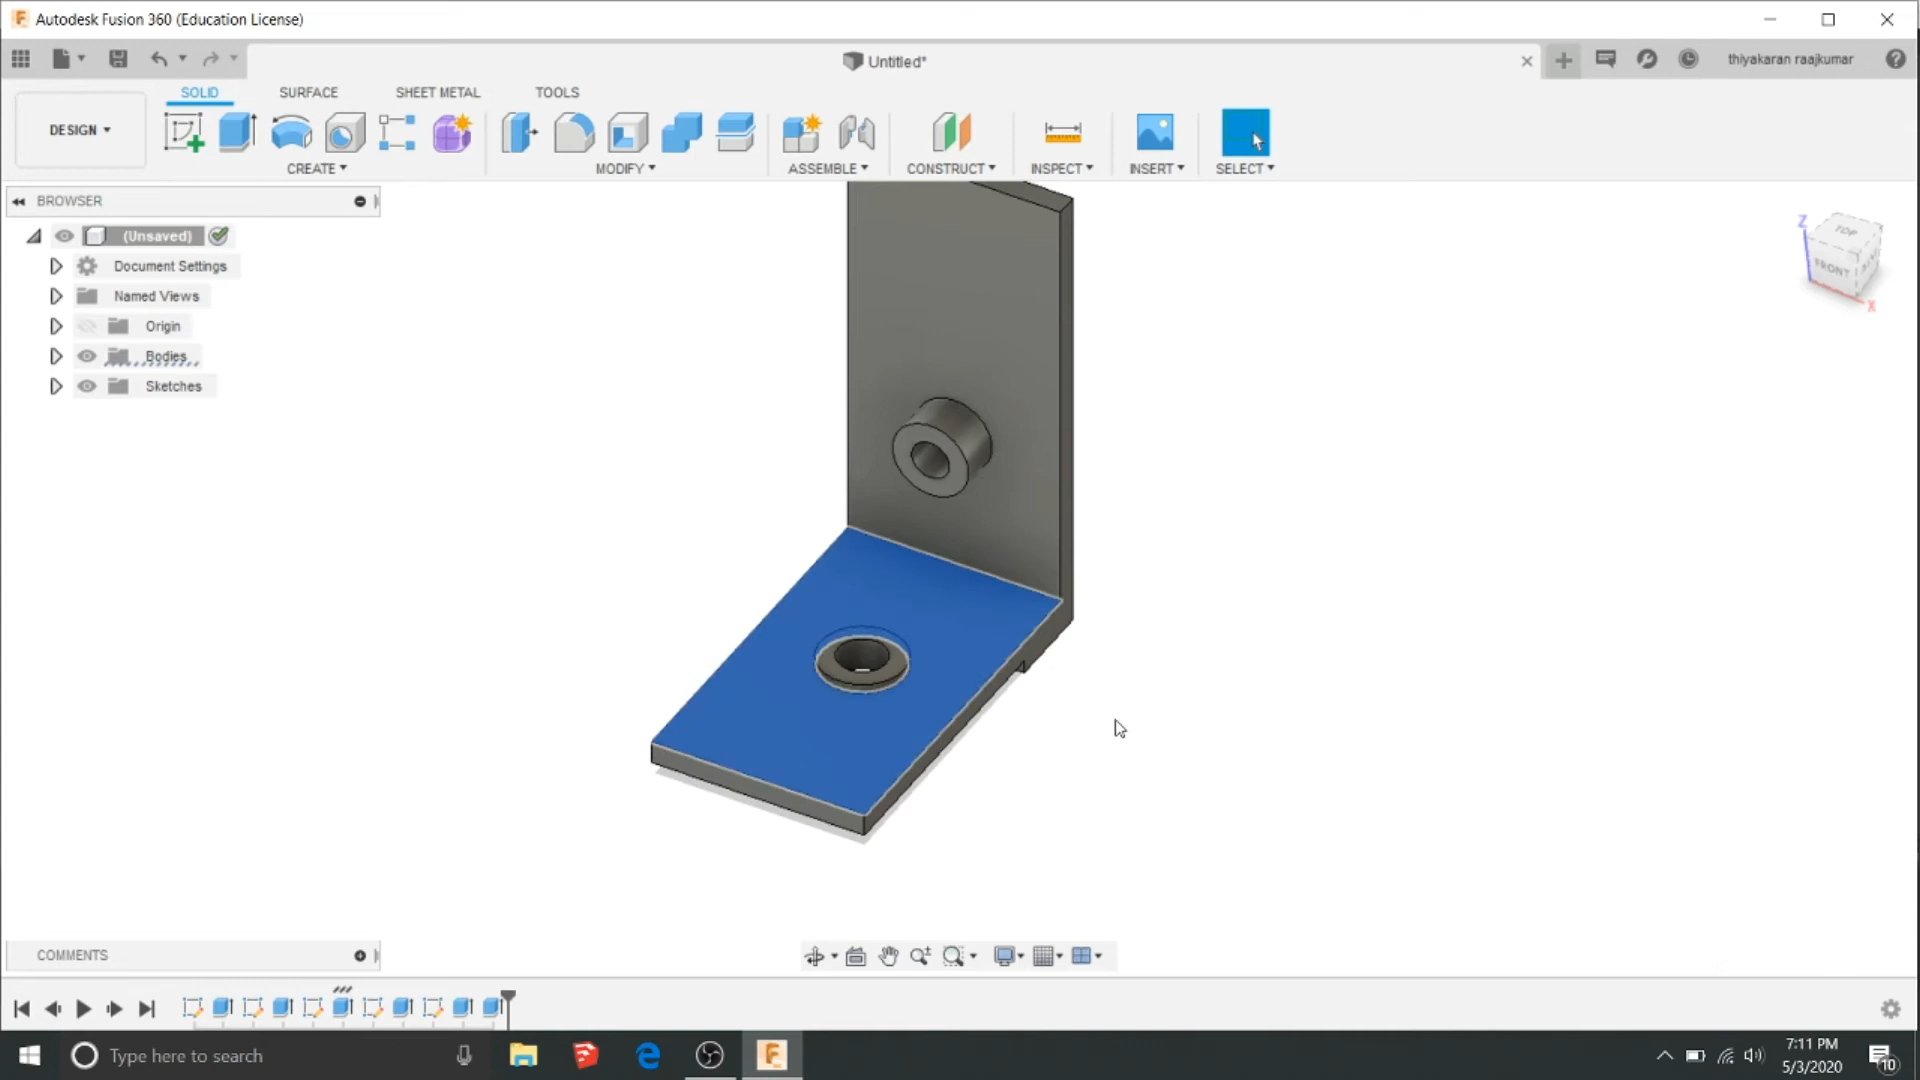 Autodesk Fusion 360 (Education License)
Untitled*
thiyakaran raajkumar
SOLID
SURFACE
SHEET METAL
TOOLS
DESIGN
CREATE
MODIFY
ASSEMBLE
CONSTRUCT
INSPECT
INSERT
SELECT
BROWSER
(Unsaved)
Document Settings
Named Views
Origin
Bodies
Sketches
Z
TOP
FRONT
X
COMMENTS
Type here to search
7:11 PM
5/3/2020
10